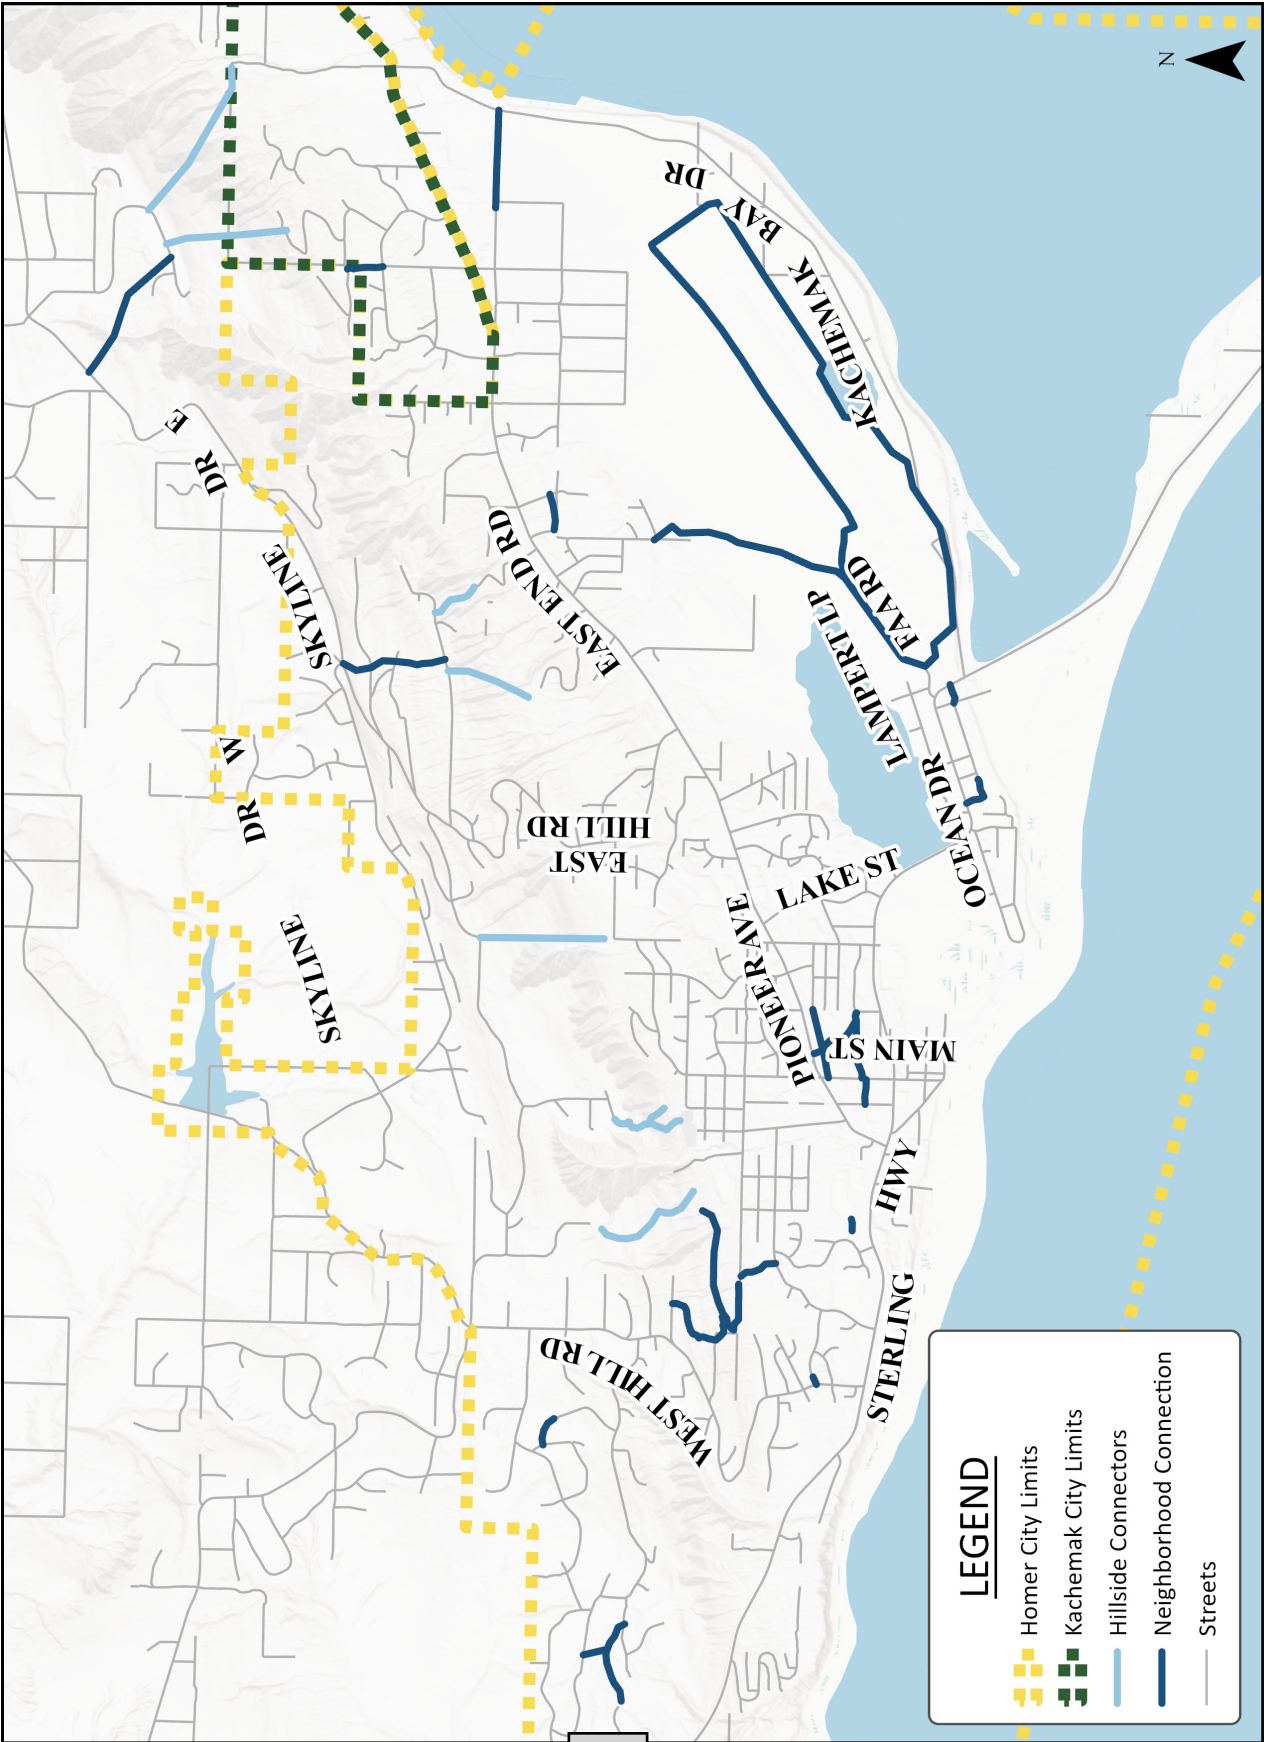 N
SKYLINE
DR W
SKYLINE
DR E
EAST END RD
EAST
HILL RD
WEST HILL RD
PIONEER AVE
LAKE ST
MAIN ST
OCEAN DR
LAMPERT LP
FAA RD
KACHEMAK BAY DR
STERLING HWY
LEGEND
Homer City Limits
Kachemak City Limits
Hillside Connectors
Neighborhood Connection
Streets